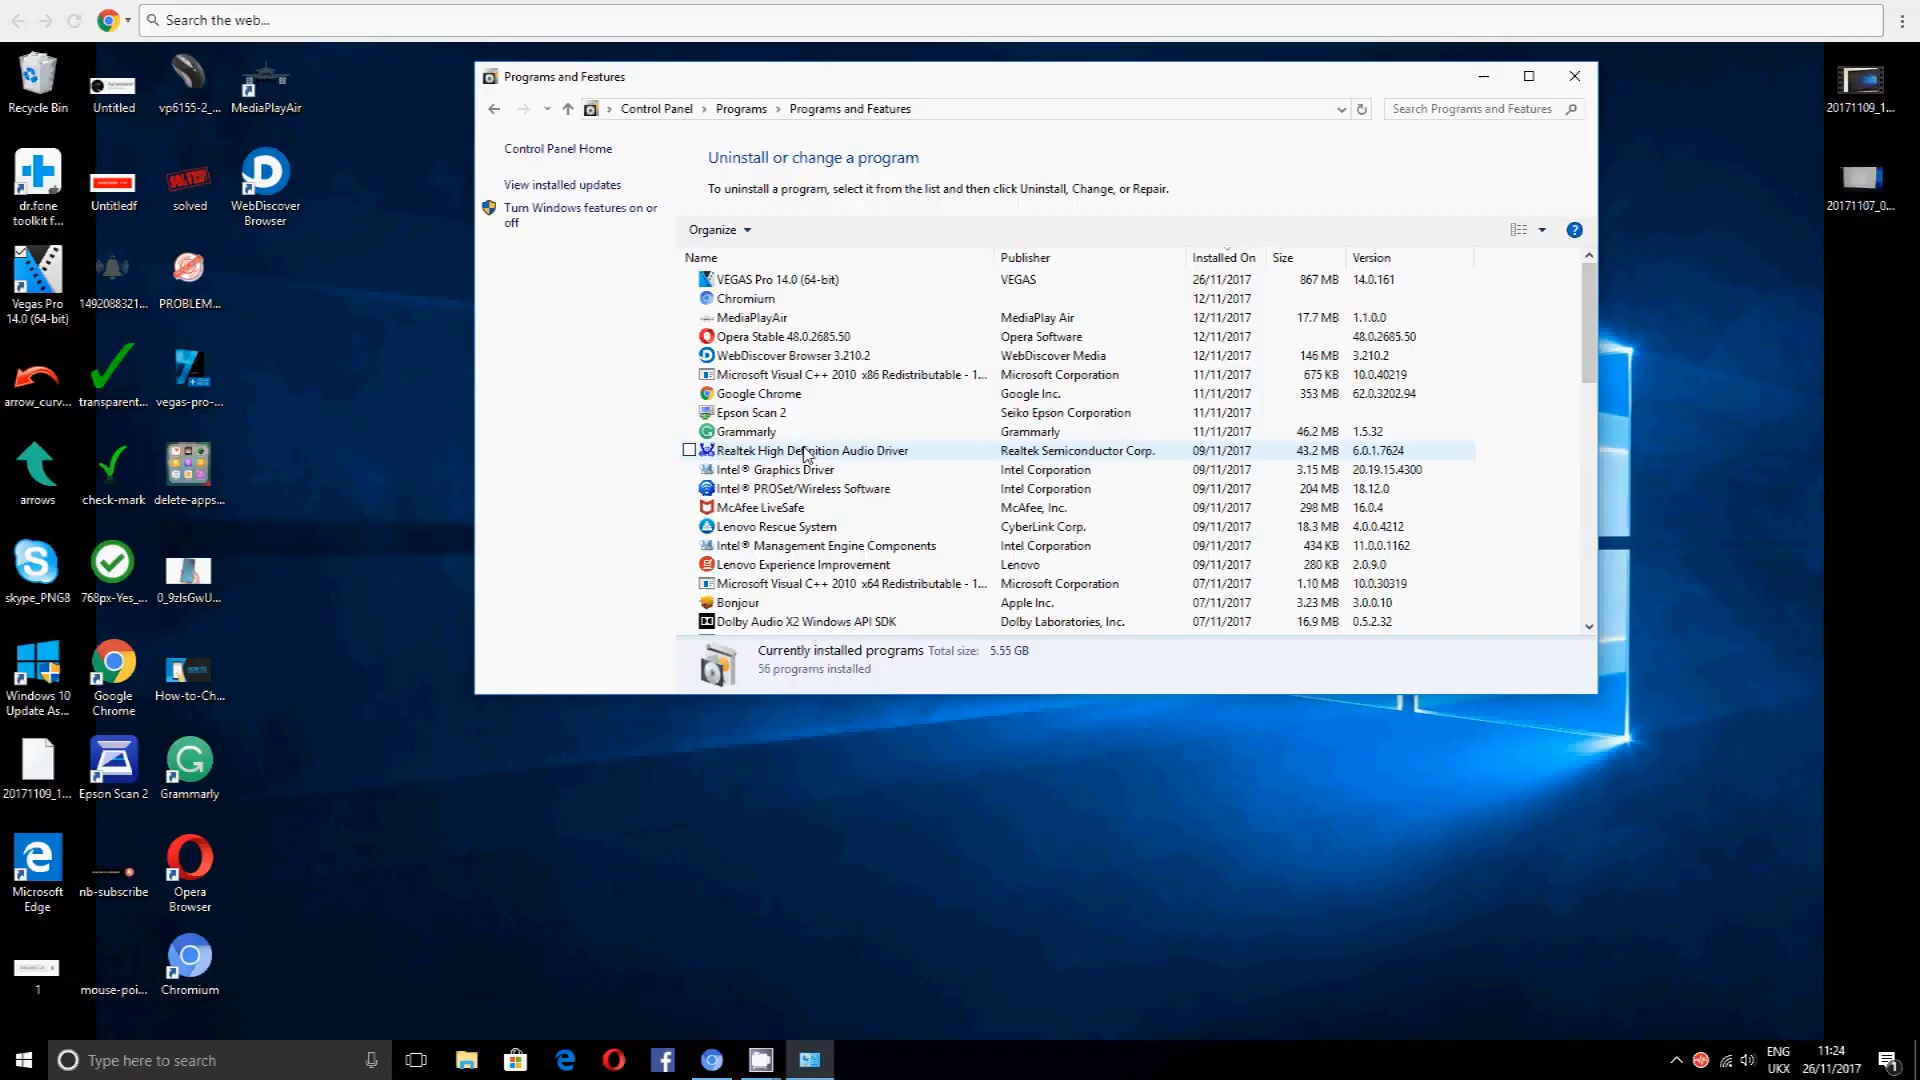 Search the web...
Recycle Bin
Untitled
vp6155-2_...
MediaPlayAir
dr.fone
toolkit f...
Untitledf
SOLVED!
solved
WebDiscover
Browser
Vegas Pro
14.0 (64-bit)
1492088321...
PROBLEM...
arrow_curv...
transparent...
vegas-pro-...
arrows
check-mark
delete-apps...
skype_PNG8
768px-Yes_...
0_9zIsGwU...
Windows 10
Update As...
Google
Chrome
How-to-Ch...
20171109_1...
Epson Scan 2
Grammarly
Microsoft
Edge
nb-subscribe
Opera
Browser
1
mouse-poi...
Chromium
20171109_1...
20171107_0...
Programs and Features
Control Panel > Programs > Programs and Features
Search Programs and Features
Control Panel Home
View installed updates
Turn Windows features on or
off
Uninstall or change a program
To uninstall a program, select it from the list and then click Uninstall, Change, or Repair.
Organize
Name Publisher Installed On Size Version
VEGAS Pro 14.0 (64-bit) VEGAS 26/11/2017 867 MB 14.0.161
Chromium 12/11/2017
MediaPlayAir MediaPlay Air 12/11/2017 17.7 MB 1.1.0.0
Opera Stable 48.0.2685.50 Opera Software 12/11/2017 48.0.2685.50
WebDiscover Browser 3.210.2 WebDiscover Media 12/11/2017 146 MB 3.210.2
Microsoft Visual C++ 2010 x86 Redistributable - 1... Microsoft Corporation 11/11/2017 675 KB 10.0.40219
Google Chrome Google Inc. 11/11/2017 353 MB 62.0.3202.94
Epson Scan 2 Seiko Epson Corporation 11/11/2017
Grammarly Grammarly 11/11/2017 46.2 MB 1.5.32
Realtek High Definition Audio Driver Realtek Semiconductor Corp. 09/11/2017 43.2 MB 6.0.1.7624
Intel® Graphics Driver Intel Corporation 09/11/2017 3.15 MB 20.19.15.4300
Intel® PROSet/Wireless Software Intel Corporation 09/11/2017 204 MB 18.12.0
McAfee LiveSafe McAfee, Inc. 09/11/2017 298 MB 16.0.4
Lenovo Rescue System CyberLink Corp. 09/11/2017 18.3 MB 4.0.0.4212
Intel® Management Engine Components Intel Corporation 09/11/2017 434 KB 11.0.0.1162
Lenovo Experience Improvement Lenovo 09/11/2017 280 KB 2.0.9.0
Microsoft Visual C++ 2010 x64 Redistributable - 1... Microsoft Corporation 07/11/2017 1.10 MB 10.0.30319
Bonjour Apple Inc. 07/11/2017 3.23 MB 3.0.0.10
Dolby Audio X2 Windows API SDK Dolby Laboratories, Inc. 07/11/2017 16.9 MB 0.5.2.32
Currently installed programs Total size: 5.55 GB
56 programs installed
Type here to search
ENG
UKX
11:24
26/11/2017
1